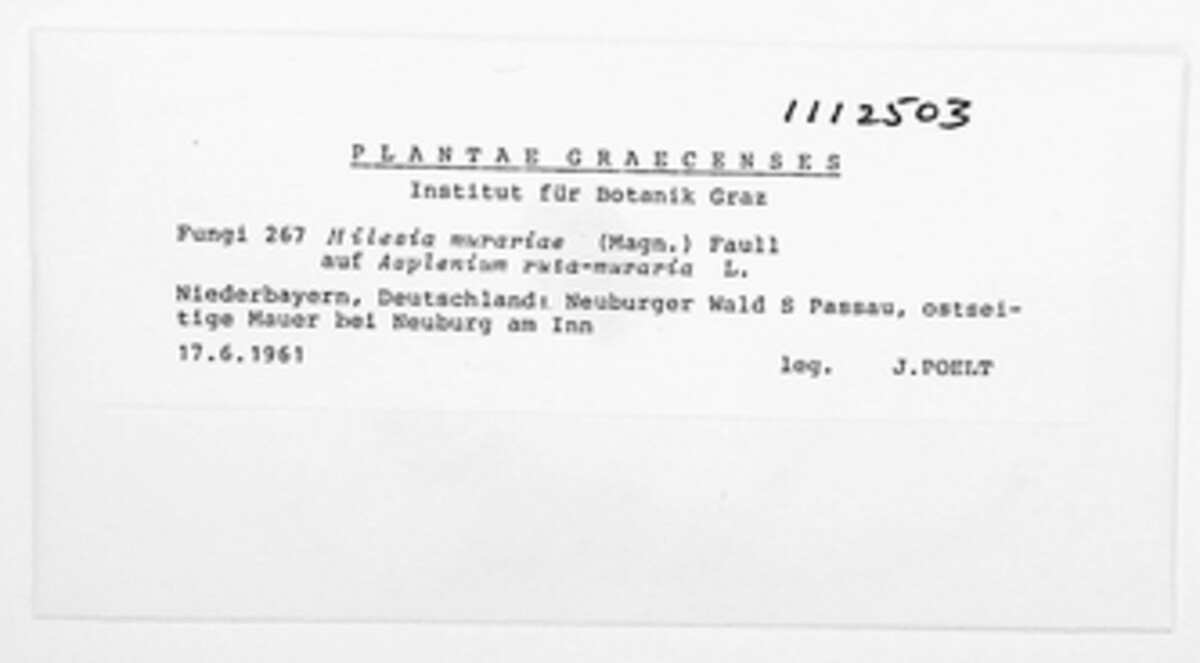 1112503
PLANTAE GRAECENSES
Institut für Botanik Graz
Fungi 267 Milesia murariae (Magn.) Faull
auf Asplenium ruta-muraria L.
Niederbayern, Deutschland: Neuburger Wald S Passau, ostsei-
tige Mauer bei Neuburg am Inn
17.6.1961 leg. J.POELT